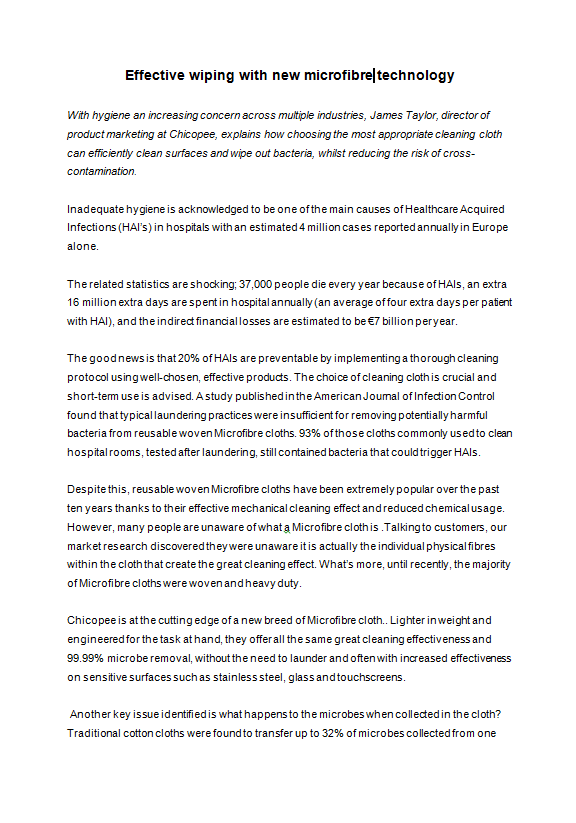 Effective wiping with new microfibre technology
With hygiene an increasing concern across multiple industries, James Taylor, director of
product marketing at Chicopee, explains how choosing the most appropriate cleaning cloth
can efficiently clean surfaces and wipe out bacteria, whilst reducing the risk of cross-
contamination.
Inadequate hygiene is acknowledged to be one of the main causes of Healthcare Acquired
Infections (HAI's) in hospitals with an estimated 4 million cases reported annually in Europe
alone.
The related statistics are shocking; 37,000 people die every year because of HAIs, an extra
16 million extra days are spent in hospital annually (an average of four extra days per patient
with HAI), and the indirect financial losses are estimated to be €7 billion per year.
The good news is that 20% of HAIs are preventable by implementing a thorough cleaning
protocol using well-chosen, effective products. The choice of cleaning cloth is crucial and
short-term use is advised. A study published in the American Journal of Infection Control
found that typical laundering practices were insufficient for removing potentially harmful
bacteria from reusable woven Microfibre cloths. 93% of those cloths commonly used to clean
hospital rooms, tested after laundering, still contained bacteria that could trigger HAIs.
Despite this, reusable woven Microfibre cloths have been extremely popular over the past
ten years thanks to their effective mechanical cleaning effect and reduced chemical usage.
However, many people are unaware of what a Microfibre cloth is .Talking to customers, our
market research discovered they were unaware it is actually the individual physical fibres
within the cloth that create the great cleaning effect. What's more, until recently, the majority
of Microfibre cloths were woven and heavy duty.
Chicopee is at the cutting edge of a new breed of Microfibre cloth.. Lighter in weight and
engineered for the task at hand, they offer all the same great cleaning effectiveness and
99.99% microbe removal, without the need to launder and often with increased effectiveness
on sensitive surfaces such as stainless steel, glass and touchscreens.
Another key issue identified is what happens to the microbes when collected in the cloth?
Traditional cotton cloths were found to transfer up to 32% of microbes collected from one